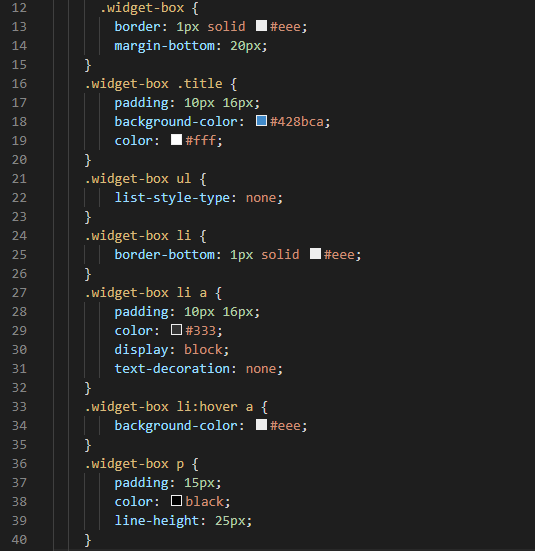 12 .widget-box {
13 border: 1px solid #eee;
14 margin-bottom: 20px;
15 }
16 .widget-box .title {
17 padding: 10px 16px;
18 background-color: #428bca;
19 color: #fff;
20 }
21 .widget-box ul {
22 list-style-type: none;
23 }
24 .widget-box li {
25 border-bottom: 1px solid #eee;
26 }
27 .widget-box li a {
28 padding: 10px 16px;
29 color: #333;
30 display: block;
31 text-decoration: none;
32 }
33 .widget-box li:hover a {
34 background-color: #eee;
35 }
36 .widget-box p {
37 padding: 15px;
38 color: black;
39 line-height: 25px;
40 }